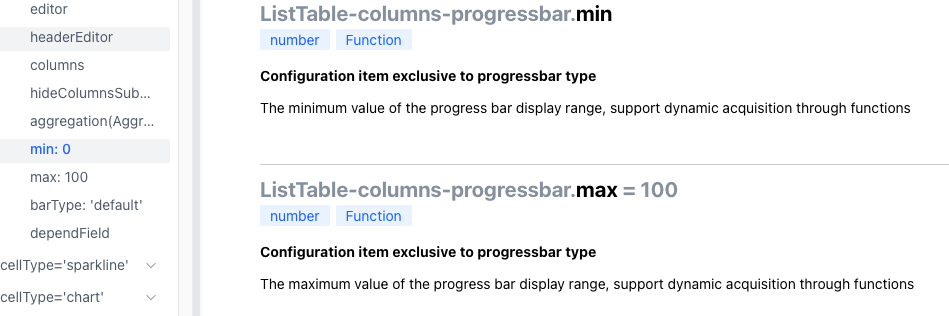 editor
headerEditor
columns
hideColumnsSub...
aggregation(Aggr...
min: 0
max: 100
barType: 'default'
dependField
cellType='sparkline'
cellType='chart'
ListTable-columns-progressbar.min
number Function
Configuration item exclusive to progressbar type
The minimum value of the progress bar display range, support dynamic acquisition through functions
ListTable-columns-progressbar.max = 100
number Function
Configuration item exclusive to progressbar type
The maximum value of the progress bar display range, support dynamic acquisition through functions